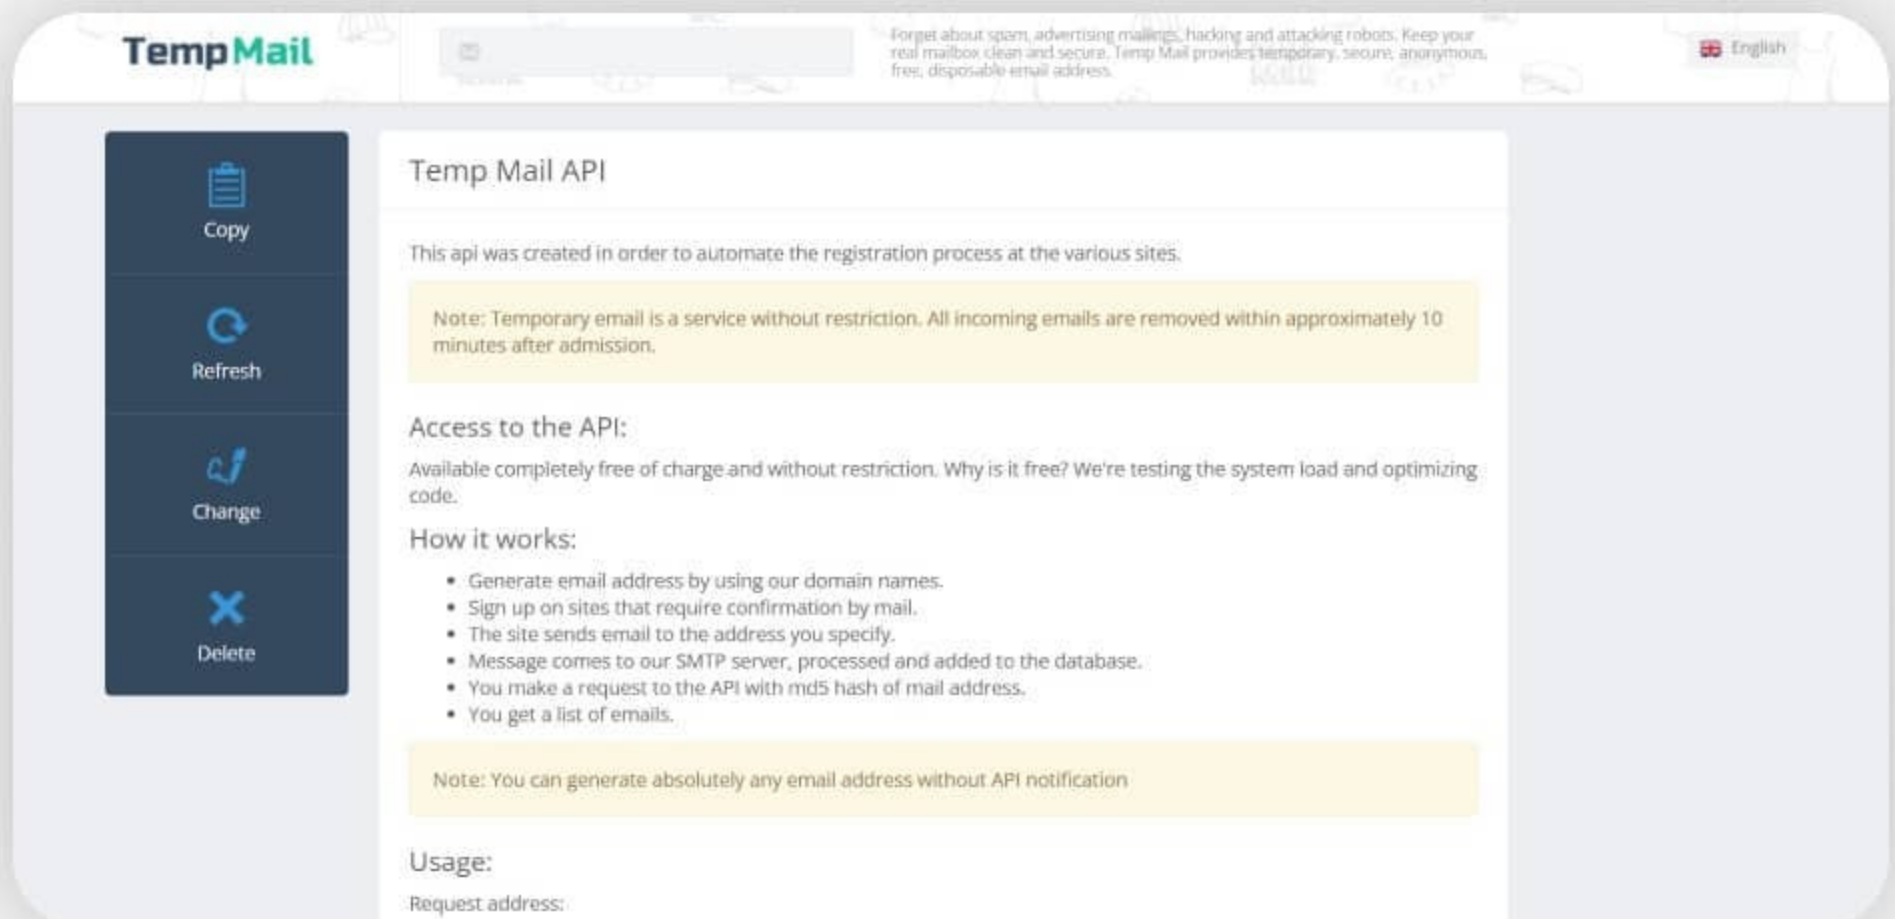 TempMail
Forget about spam, advertising mailings, hacking and attacking robots. Keep your
real mailbox clean and secure. Temp Mail provides temporary, secure, anonymous,
free, disposable email address.
English
Copy
Refresh
Change
Delete
Temp Mail API
This api was created in order to automate the registration process at the various sites.
Note: Temporary email is a service without restriction. All incoming emails are removed within approximately 10
minutes after admission.
Access to the API:
Available completely free of charge and without restriction. Why is it free? We're testing the system load and optimizing
code.
How it works:
• Generate email address by using our domain names.
• Sign up on sites that require confirmation by mail.
• The site sends email to the address you specify.
• Message comes to our SMTP server, processed and added to the database.
• You make a request to the API with md5 hash of mail address.
• You get a list of emails.
Note: You can generate absolutely any email address without API notification
Usage:
Request address: